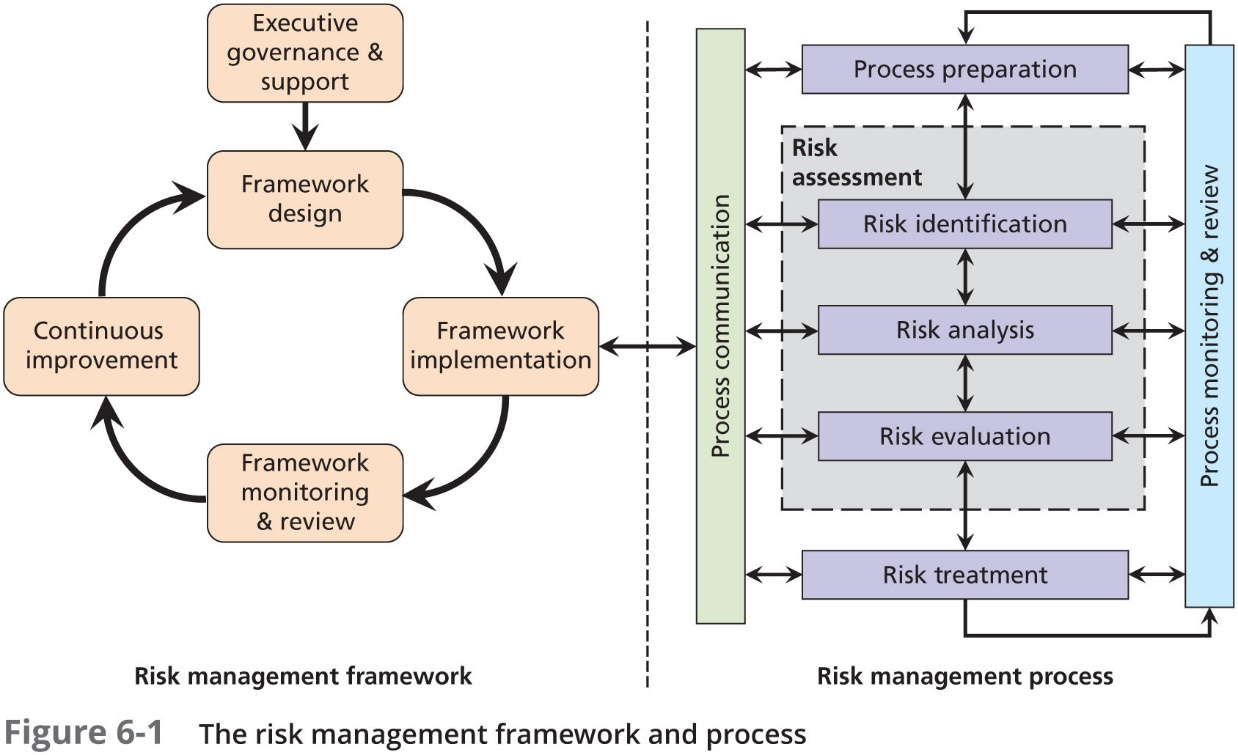 Executive
governance &
support
Framework
design
Framework
implementation
Framework
monitoring
& review
Continuous
improvement
Risk management framework
Process communication
Process preparation
Risk
assessment
Risk identification
Risk analysis
Risk evaluation
Risk treatment
Process monitoring & review
Risk management process
Figure 6-1 The risk management framework and process